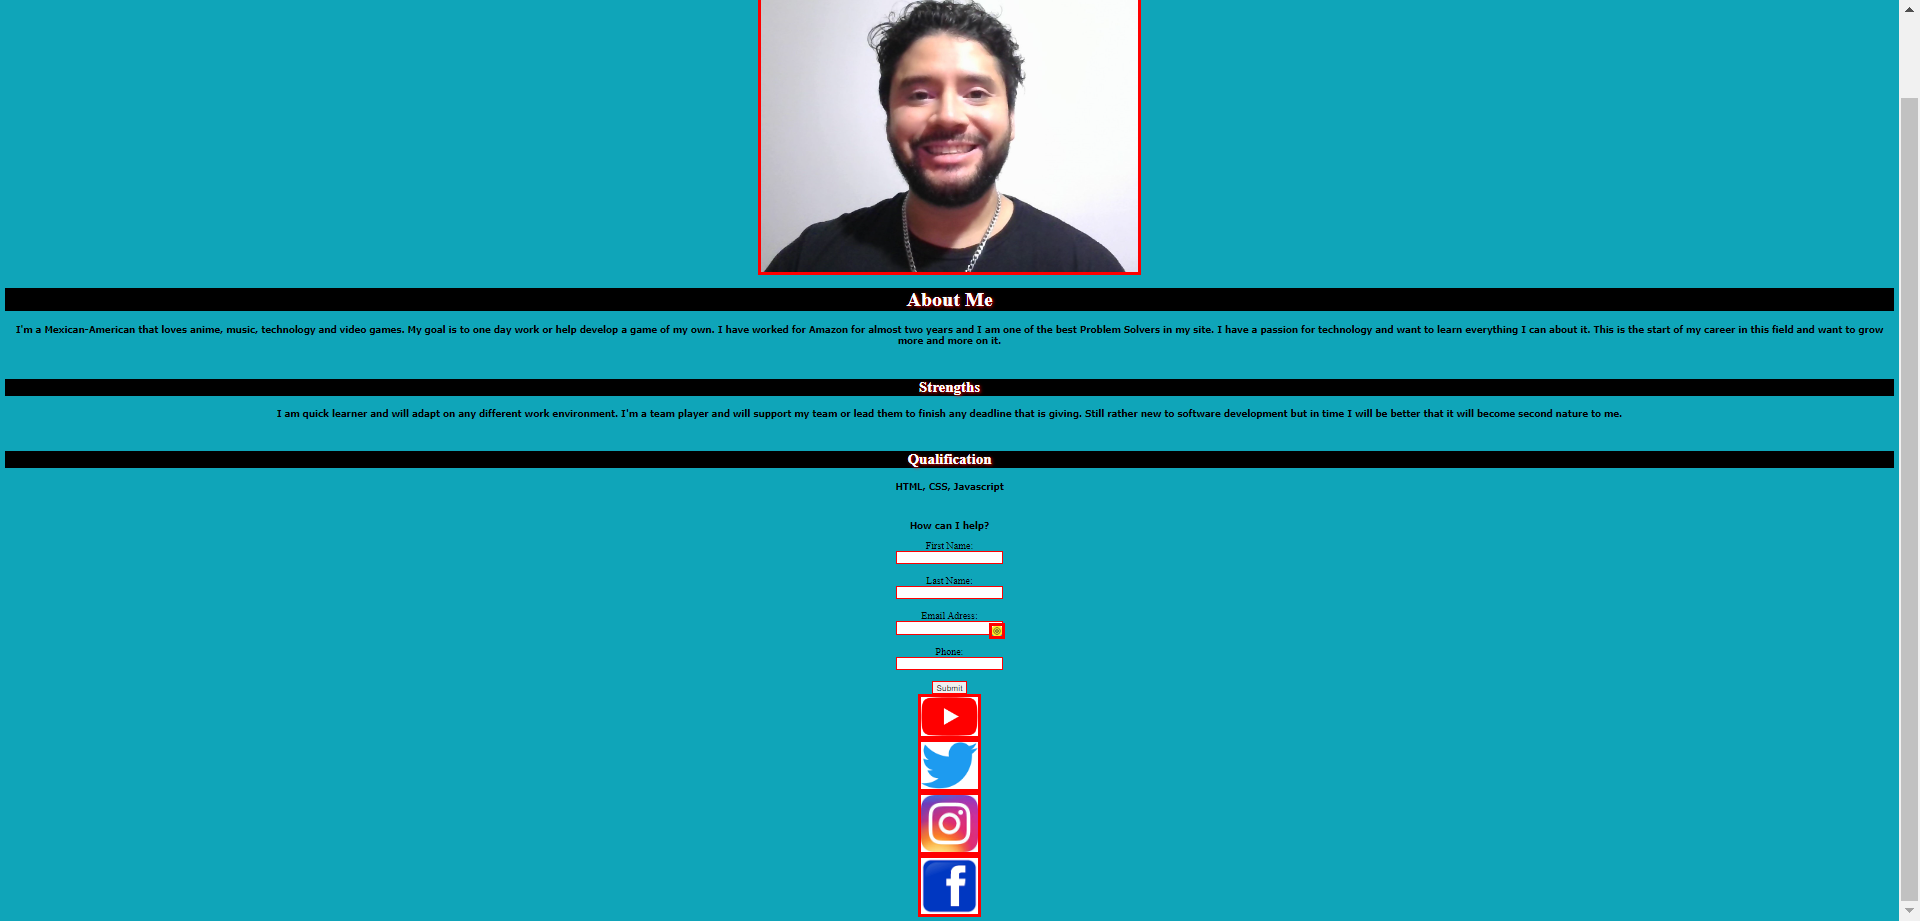 About Me
I'm a Mexican-American that loves anime, music, technology and video games. My goal is to one day work or help develop a game of my own. I have worked for Amazon for almost two years and I am one of the best Problem Solvers in my site. I have a passion for technology and want to learn everything I can about it. This is the start of my career in this field and want to grow
more and more on it.
Strengths
I am quick learner and will adapt on any different work environment. I'm a team player and will support my team or lead them to finish any deadline that is giving. Still rather new to software development but in time I will be better that it will become second nature to me.
Qualification
HTML, CSS, Javascript
How can I help?
First Name:
Last Name:
Email Adress:
Phone:
Submit